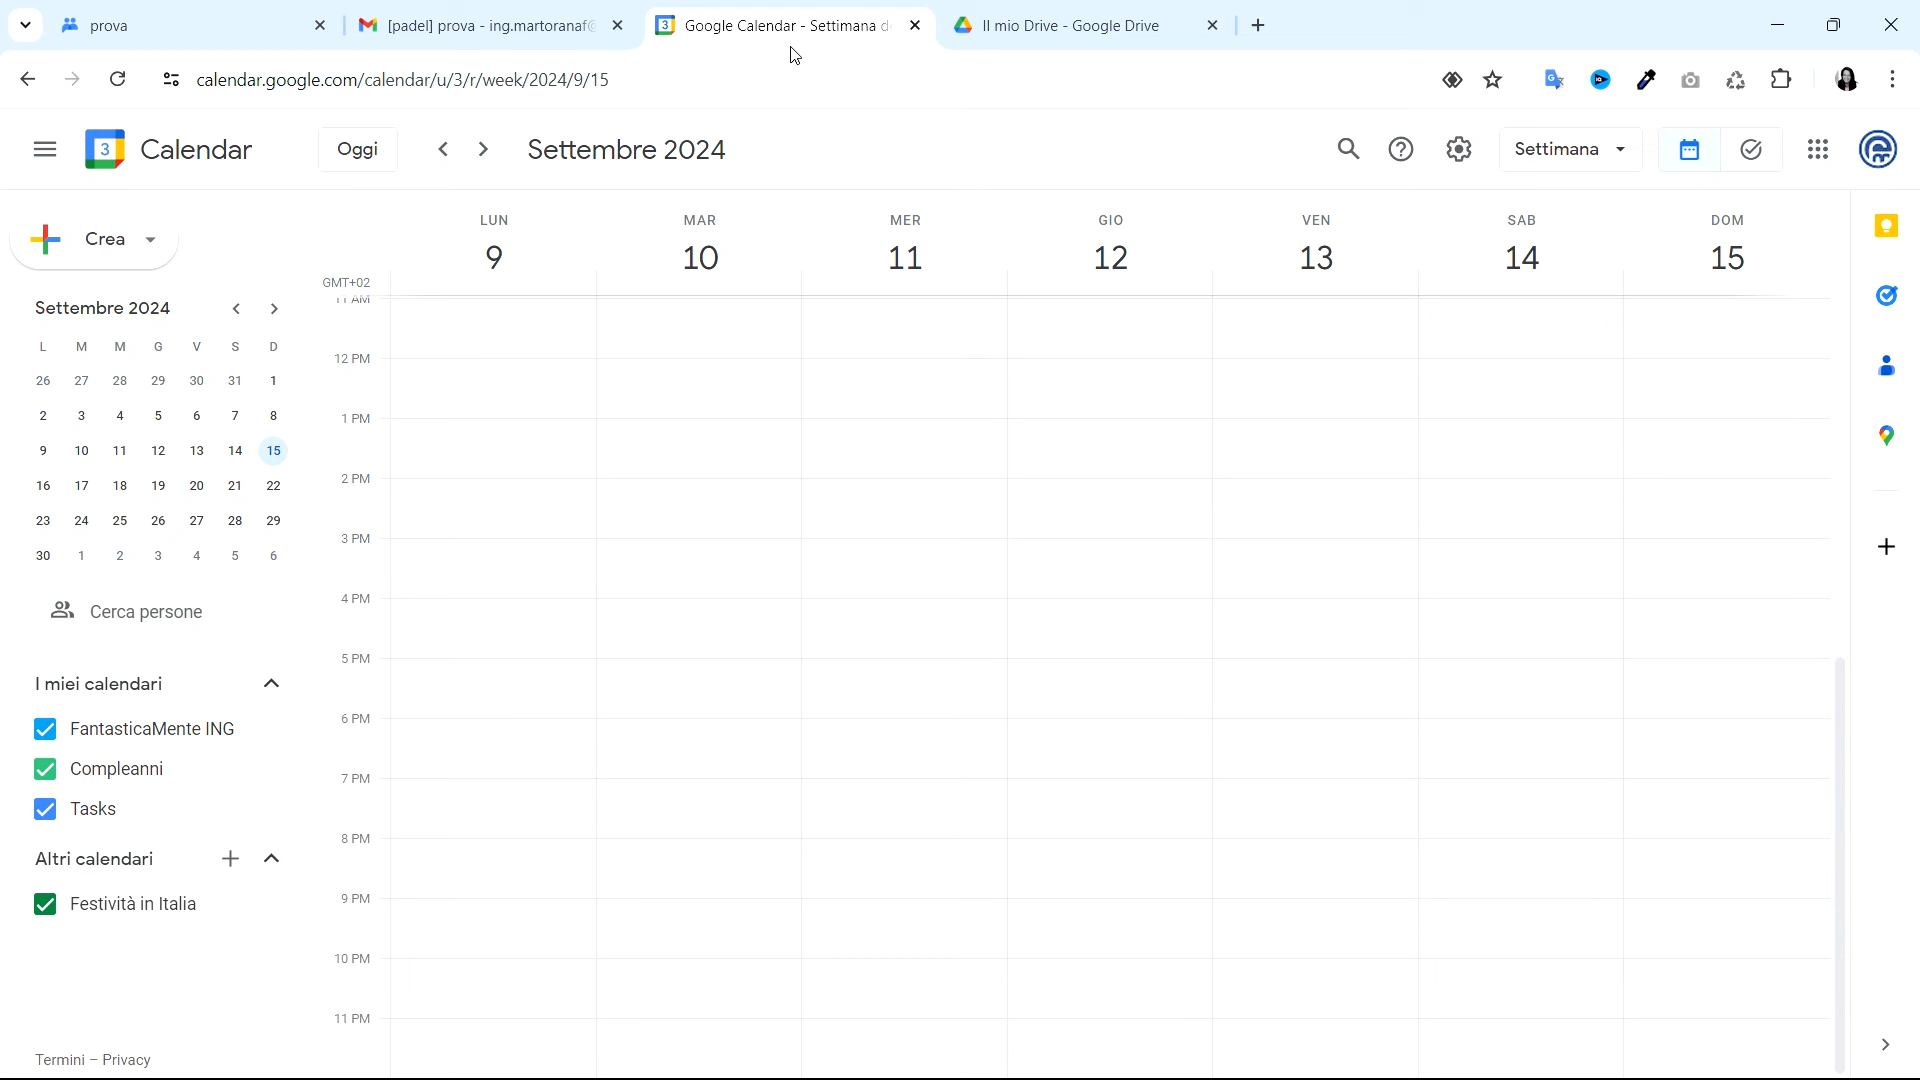 prova
[padel] prova - ing.martoranaf@
Google Calendar - Settimana d
Il mio Drive - Google Drive
calendar.google.com/calendar/u/3/r/week/2024/9/15
3 Calendar
Oggi
Settembre 2024
Settimana
Crea
LUN MAR MER GIO VEN SAB DOM
9 10 11 12 13 14 15
GMT+02
Settembre 2024
L M M G V S D
26 27 28 29 30 31 1
2 3 4 5 6 7 8
9 10 11 12 13 14 15
16 17 18 19 20 21 22
23 24 25 26 27 28 29
30 1 2 3 4 5 6
Cerca persone
I miei calendari
FantasticaMente ING
Compleanni
Tasks
Altri calendari
Festività in Italia
Termini – Privacy
11 AM
12 PM
1 PM
2 PM
3 PM
4 PM
5 PM
6 PM
7 PM
8 PM
9 PM
10 PM
11 PM